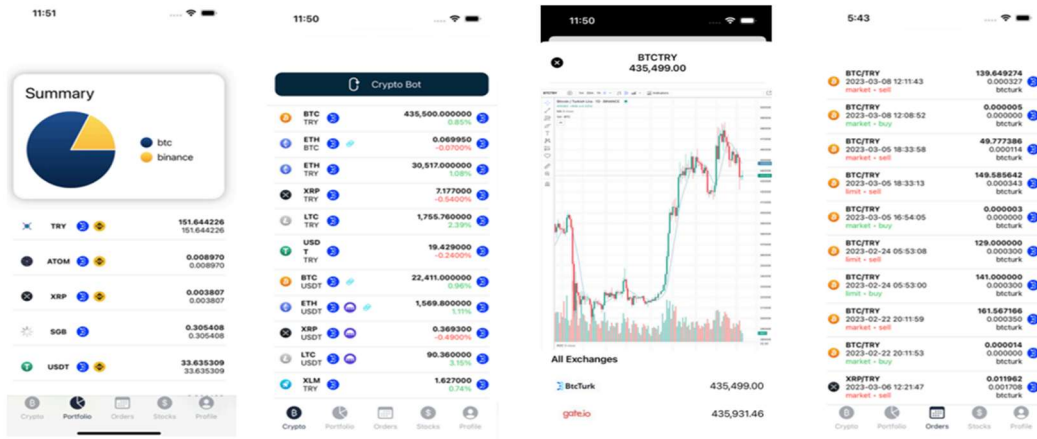 11:51
Summary
btc
binance
TRY
151.644226
151.644226
ATOM
0.008970
0.008970
XRP
0.003807
0.003807
SGB
0.305408
0.305408
USDT
33.635309
33.635309
Crypto
Portfolio
Orders
Stocks
Profile
11:50
Crypto Bot
BTC 435,500.000000
TRY 0.85%
ETH 0.069950
BTC -0.0700%
ETH 30,517.000000
TRY 1.08%
XRP 7.177000
TRY -0.5400%
LTC 1,755.760000
TRY 2.39%
USD
T
TRY
19.429000
-0.2400%
BTC 22,411.000000
USDT 0.96%
ETH 1,569.800000
USDT 1.11%
XRP 0.369300
USDT -0.4900%
LTC 90.360000
USDT 3.15%
XLM 1.627000
TRY 0.74%
Crypto
Portfolio
Orders
Stocks
Profile
11:50
BTCTRY
435,499.00
BTCTRY
Indicators
All Exchanges
BtcTurk 435,499.00
gate.io 435,931.46
5:43
BTC/TRY 139.649274
2023-03-08 12:11:43 0.000327
market - sell btcturk
BTC/TRY 0.000005
2023-03-08 12:08:52 0.000000
market - buy btcturk
BTC/TRY 49.777386
2023-03-05 18:33:58 0.000114
market - sell btcturk
BTC/TRY 149.585642
2023-03-05 18:33:13 0.000343
limit - sell btcturk
BTC/TRY 0.000003
2023-03-05 16:54:05 0.000000
market - buy btcturk
BTC/TRY 129.000000
2023-02-24 05:53:08 0.000300
limit - sell btcturk
BTC/TRY 141.000000
2023-02-24 05:53:00 0.000300
limit - buy btcturk
BTC/TRY 161.567166
2023-02-22 20:11:59 0.000350
market - sell btcturk
BTC/TRY 0.000014
2023-02-22 20:11:53 0.000000
market - buy btcturk
XRP/TRY 0.011962
2023-03-06 12:21:47 0.001708
market - sell btcturk
Crypto
Portfolio
Orders
Stocks
Profile